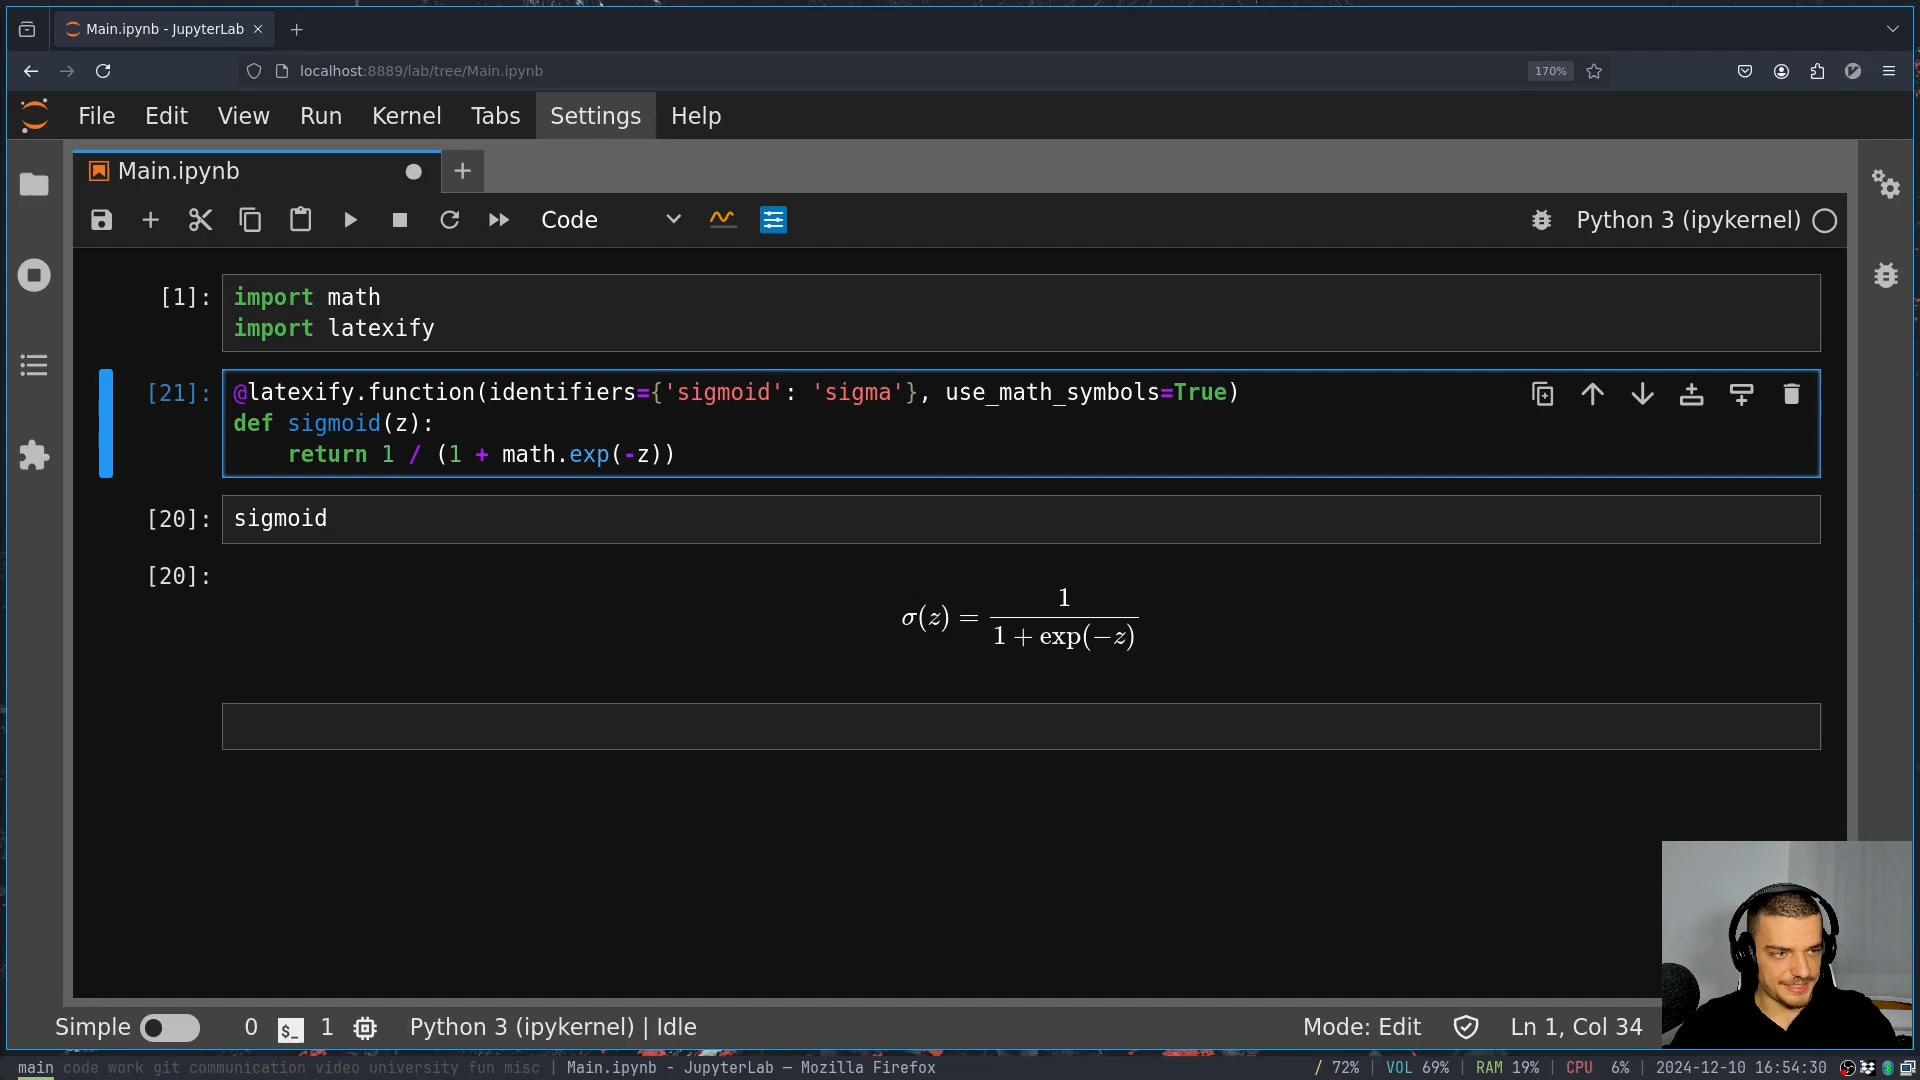 Main.ipynb - JupyterLab
localhost:8889/lab/tree/Main.ipynb
170%
File Edit View Run Kernel Tabs Settings Help
Main.ipynb
Code
Python 3 (ipykernel)
[1]:
import math
import latexify
[21]:
@latexify.function(identifiers={'sigmoid': 'sigma'}, use_math_symbols=True)
def sigmoid(z):
return 1 / (1 + math.exp(-z))
[20]:
sigmoid
[20]:
σ(z) = 1 / 1 + exp(−z)
Simple 0 $_ 1 Python 3 (ipykernel) | Idle Mode: Edit Ln 1, Col 34
main code work git communication video university fun misc | Main.ipynb - JupyterLab — Mozilla Firefox / 72% | VOL 69% | RAM 19% | CPU 6% | 2024-12-10 16:54:30